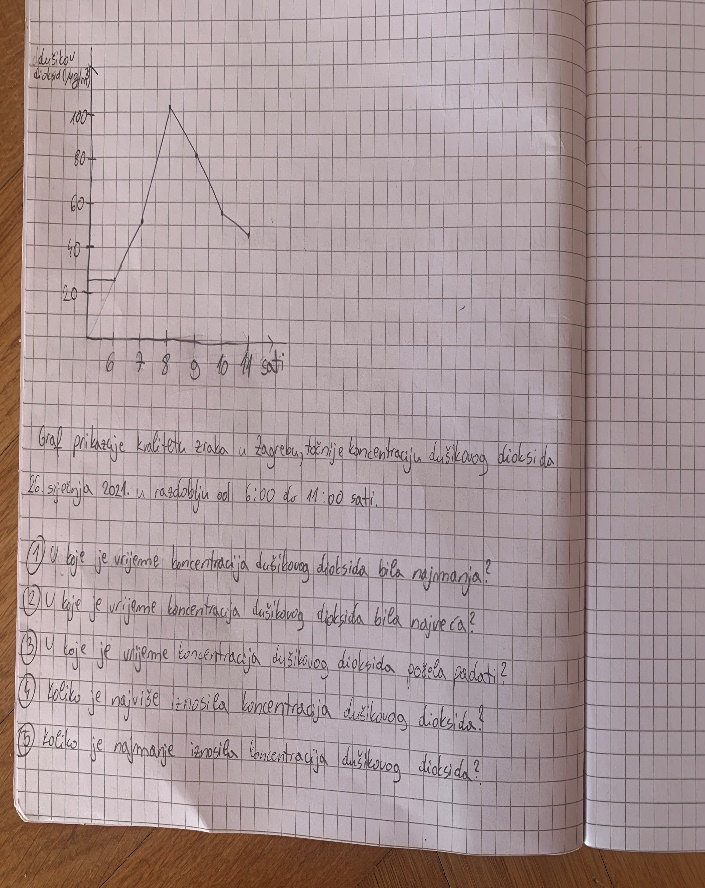 dušikov
dioksid (µg/m³)
100
80
60
40
20
6 7 8 9 10 11 sati
Graf prikazuje kvalitetu zraka u Zagrebu, točnije koncentraciju dušikovog dioksida
26. siječnja 2021. u razdoblju od 6:00 do 11:00 sati.
① U koje je vrijeme koncentracija dušikovog dioksida bila najmanja?
② U koje je vrijeme koncentracija dušikovog dioksida bila najveća?
③ U koje je vrijeme koncentracija dušikovog dioksida počela padati?
④ Koliko je najviše iznosila koncentracija dušikovog dioksida?
⑤ Koliko je najmanje iznosila koncentracija dušikovog dioksida?